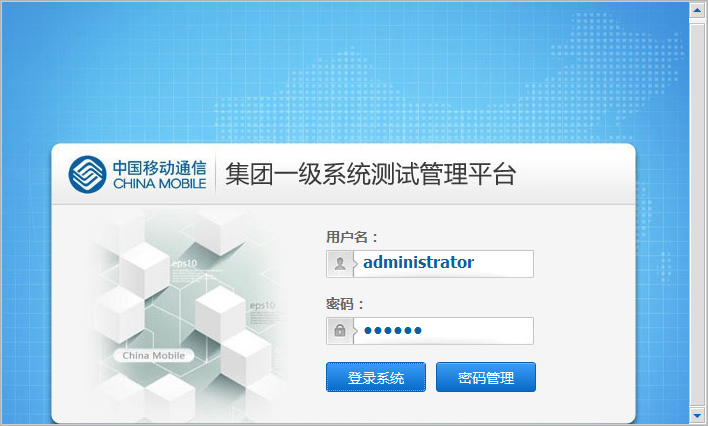 中国移动通信
CHINA MOBILE
集团一级系统测试管理平台
用户名：
administrator
eps10
密码：
eps10
●●●●●●
China Mobile
登录系统
密码管理